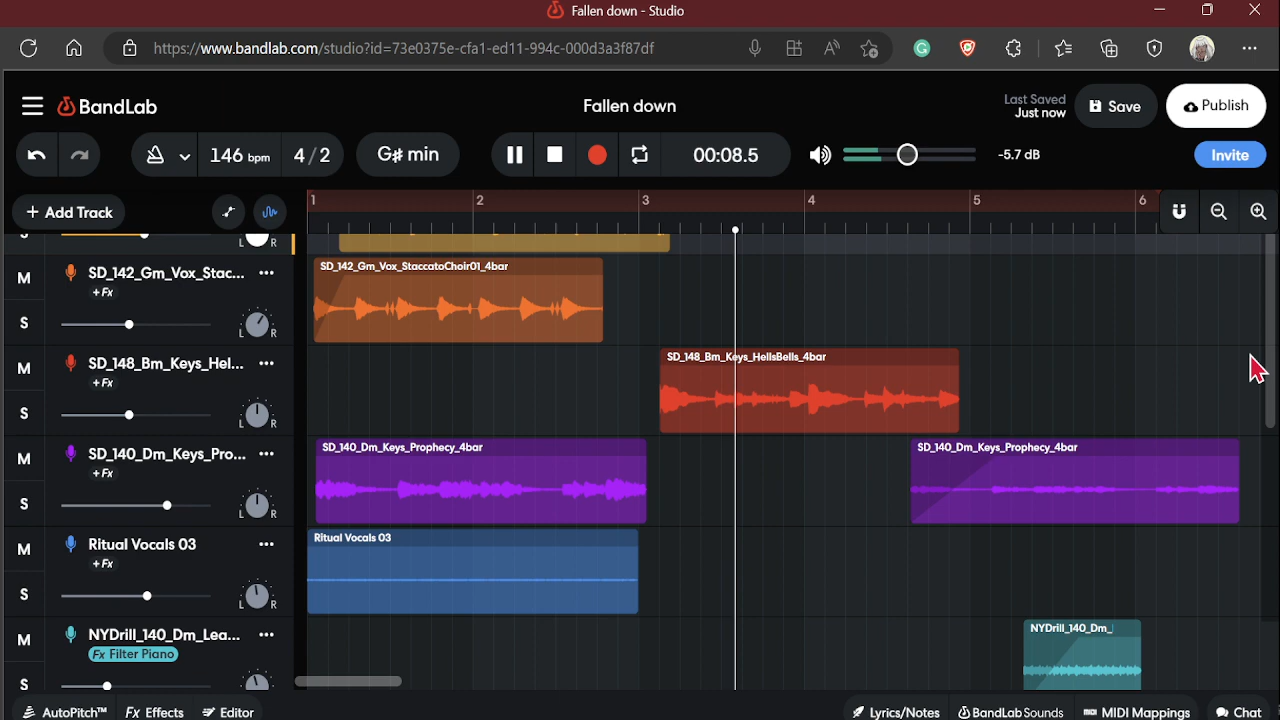 Fallen down - Studio
https://www.bandlab.com/studio?id=73e0375e-cfa1-ed11-994c-000d3a3f87df
BandLab
Fallen down
Last Saved
Just now
Save
Publish
146 bpm
4/2
G# min
00:08.5
-5.7 dB
Invite
+ Add Track
1 2 3 4 5 6
S
L R
M
SD_142_Gm_Vox_Stac...
+Fx
S
L R
SD_142_Gm_Vox_StaccatoChoir01_4bar
M
SD_148_Bm_Keys_Hel...
+Fx
S
L R
SD_148_Bm_Keys_HellsBells_4bar
M
SD_140_Dm_Keys_Pro...
+Fx
S
L R
SD_140_Dm_Keys_Prophecy_4bar
SD_140_Dm_Keys_Prophecy_4bar
M
Ritual Vocals 03
+Fx
S
L R
Ritual Vocals 03
M
NYDrill_140_Dm_Lea...
Fx Filter Piano
S
NYDrill_140_Dm_
AutoPitch™
Fx Effects
Editor
Lyrics/Notes
BandLab Sounds
MIDI Mappings
Chat